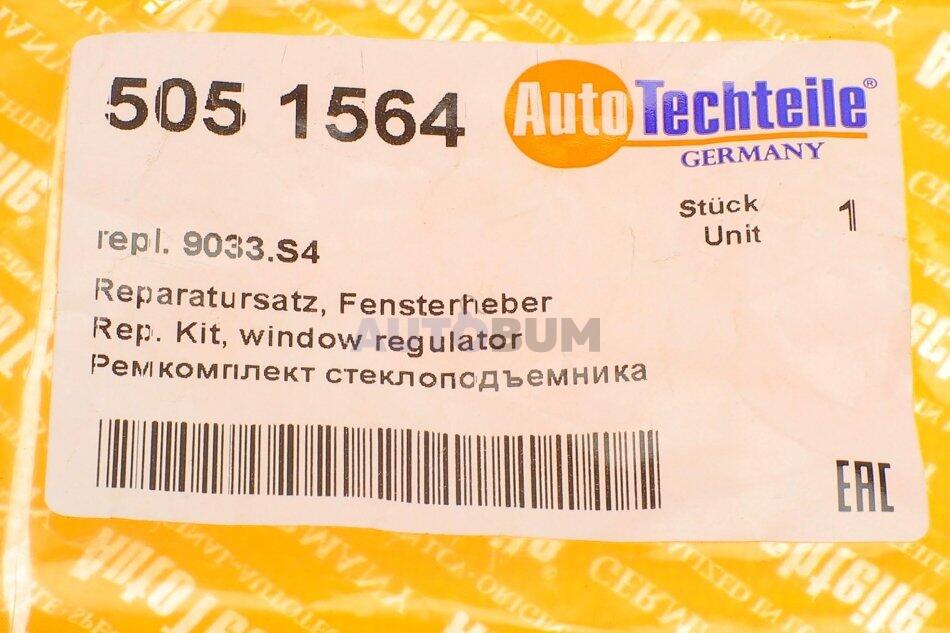 505 1564
AutoTechteile®
GERMANY
Stück 1
Unit
repl. 9033.S4
Reparatursatz, Fensterheber
Rep. Kit, window regulator
AUTOBUM
Ремкомплект стеклоподъемника
EAC